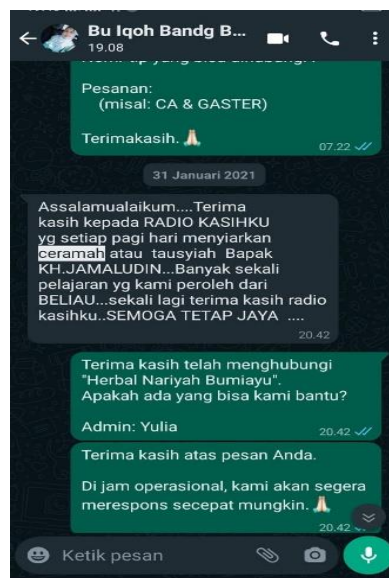 Bu Iqoh Bandg B...
19.08
Pesanan:
(misal: CA & GASTER)
Terimakasih.
07.22
31 Januari 2021
Assalamualaikum....Terima
kasih kepada RADIO KASIHKU
yg setiap pagi hari menyiarkan
ceramah atau tausyiah Bapak
KH.JAMALUDIN...Banyak sekali
pelajaran yg kami peroleh dari
BELIAU...sekali lagi terima kasih radio
kasihku..SEMOGA TETAP JAYA ....
20.42
Terima kasih telah menghubungi
"Herbal Nariyah Bumiayu".
Apakah ada yang bisa kami bantu?
Admin: Yulia
20.42
Terima kasih atas pesan Anda.
Di jam operasional, kami akan segera
merespons secepat mungkin.
20.42
Ketik pesan